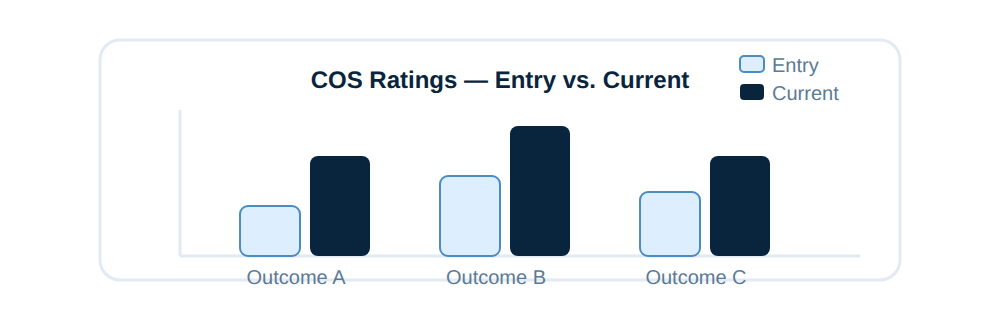 COS Ratings — Entry vs. Current
Entry
Current
Outcome A
Outcome B
Outcome C